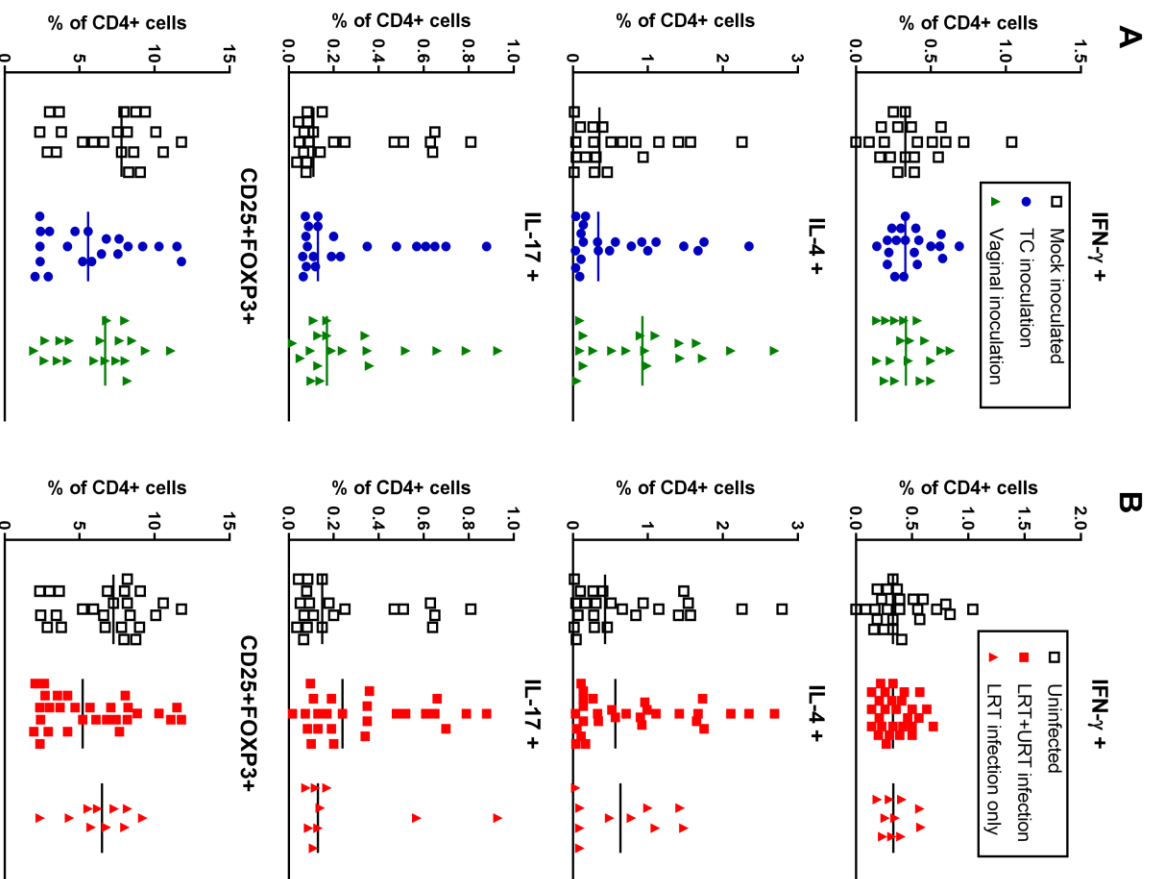 A
IFN-γ +
% of CD4+ cells
0.0
0.5
1.0
1.5
Mock inoculated
TC inoculation
Vaginal inoculation
IL-4 +
% of CD4+ cells
0
1
2
3
IL-17 +
% of CD4+ cells
0.0
0.2
0.4
0.6
0.8
1.0
CD25+FOXP3+
% of CD4+ cells
0
5
10
15
B
IFN-γ +
% of CD4+ cells
0.0
0.5
1.0
1.5
2.0
Uninfected
LRT+URT infection
LRT infection only
IL-4 +
% of CD4+ cells
0
1
2
3
IL-17 +
% of CD4+ cells
0.0
0.2
0.4
0.6
0.8
1.0
CD25+FOXP3+
% of CD4+ cells
0
5
10
15